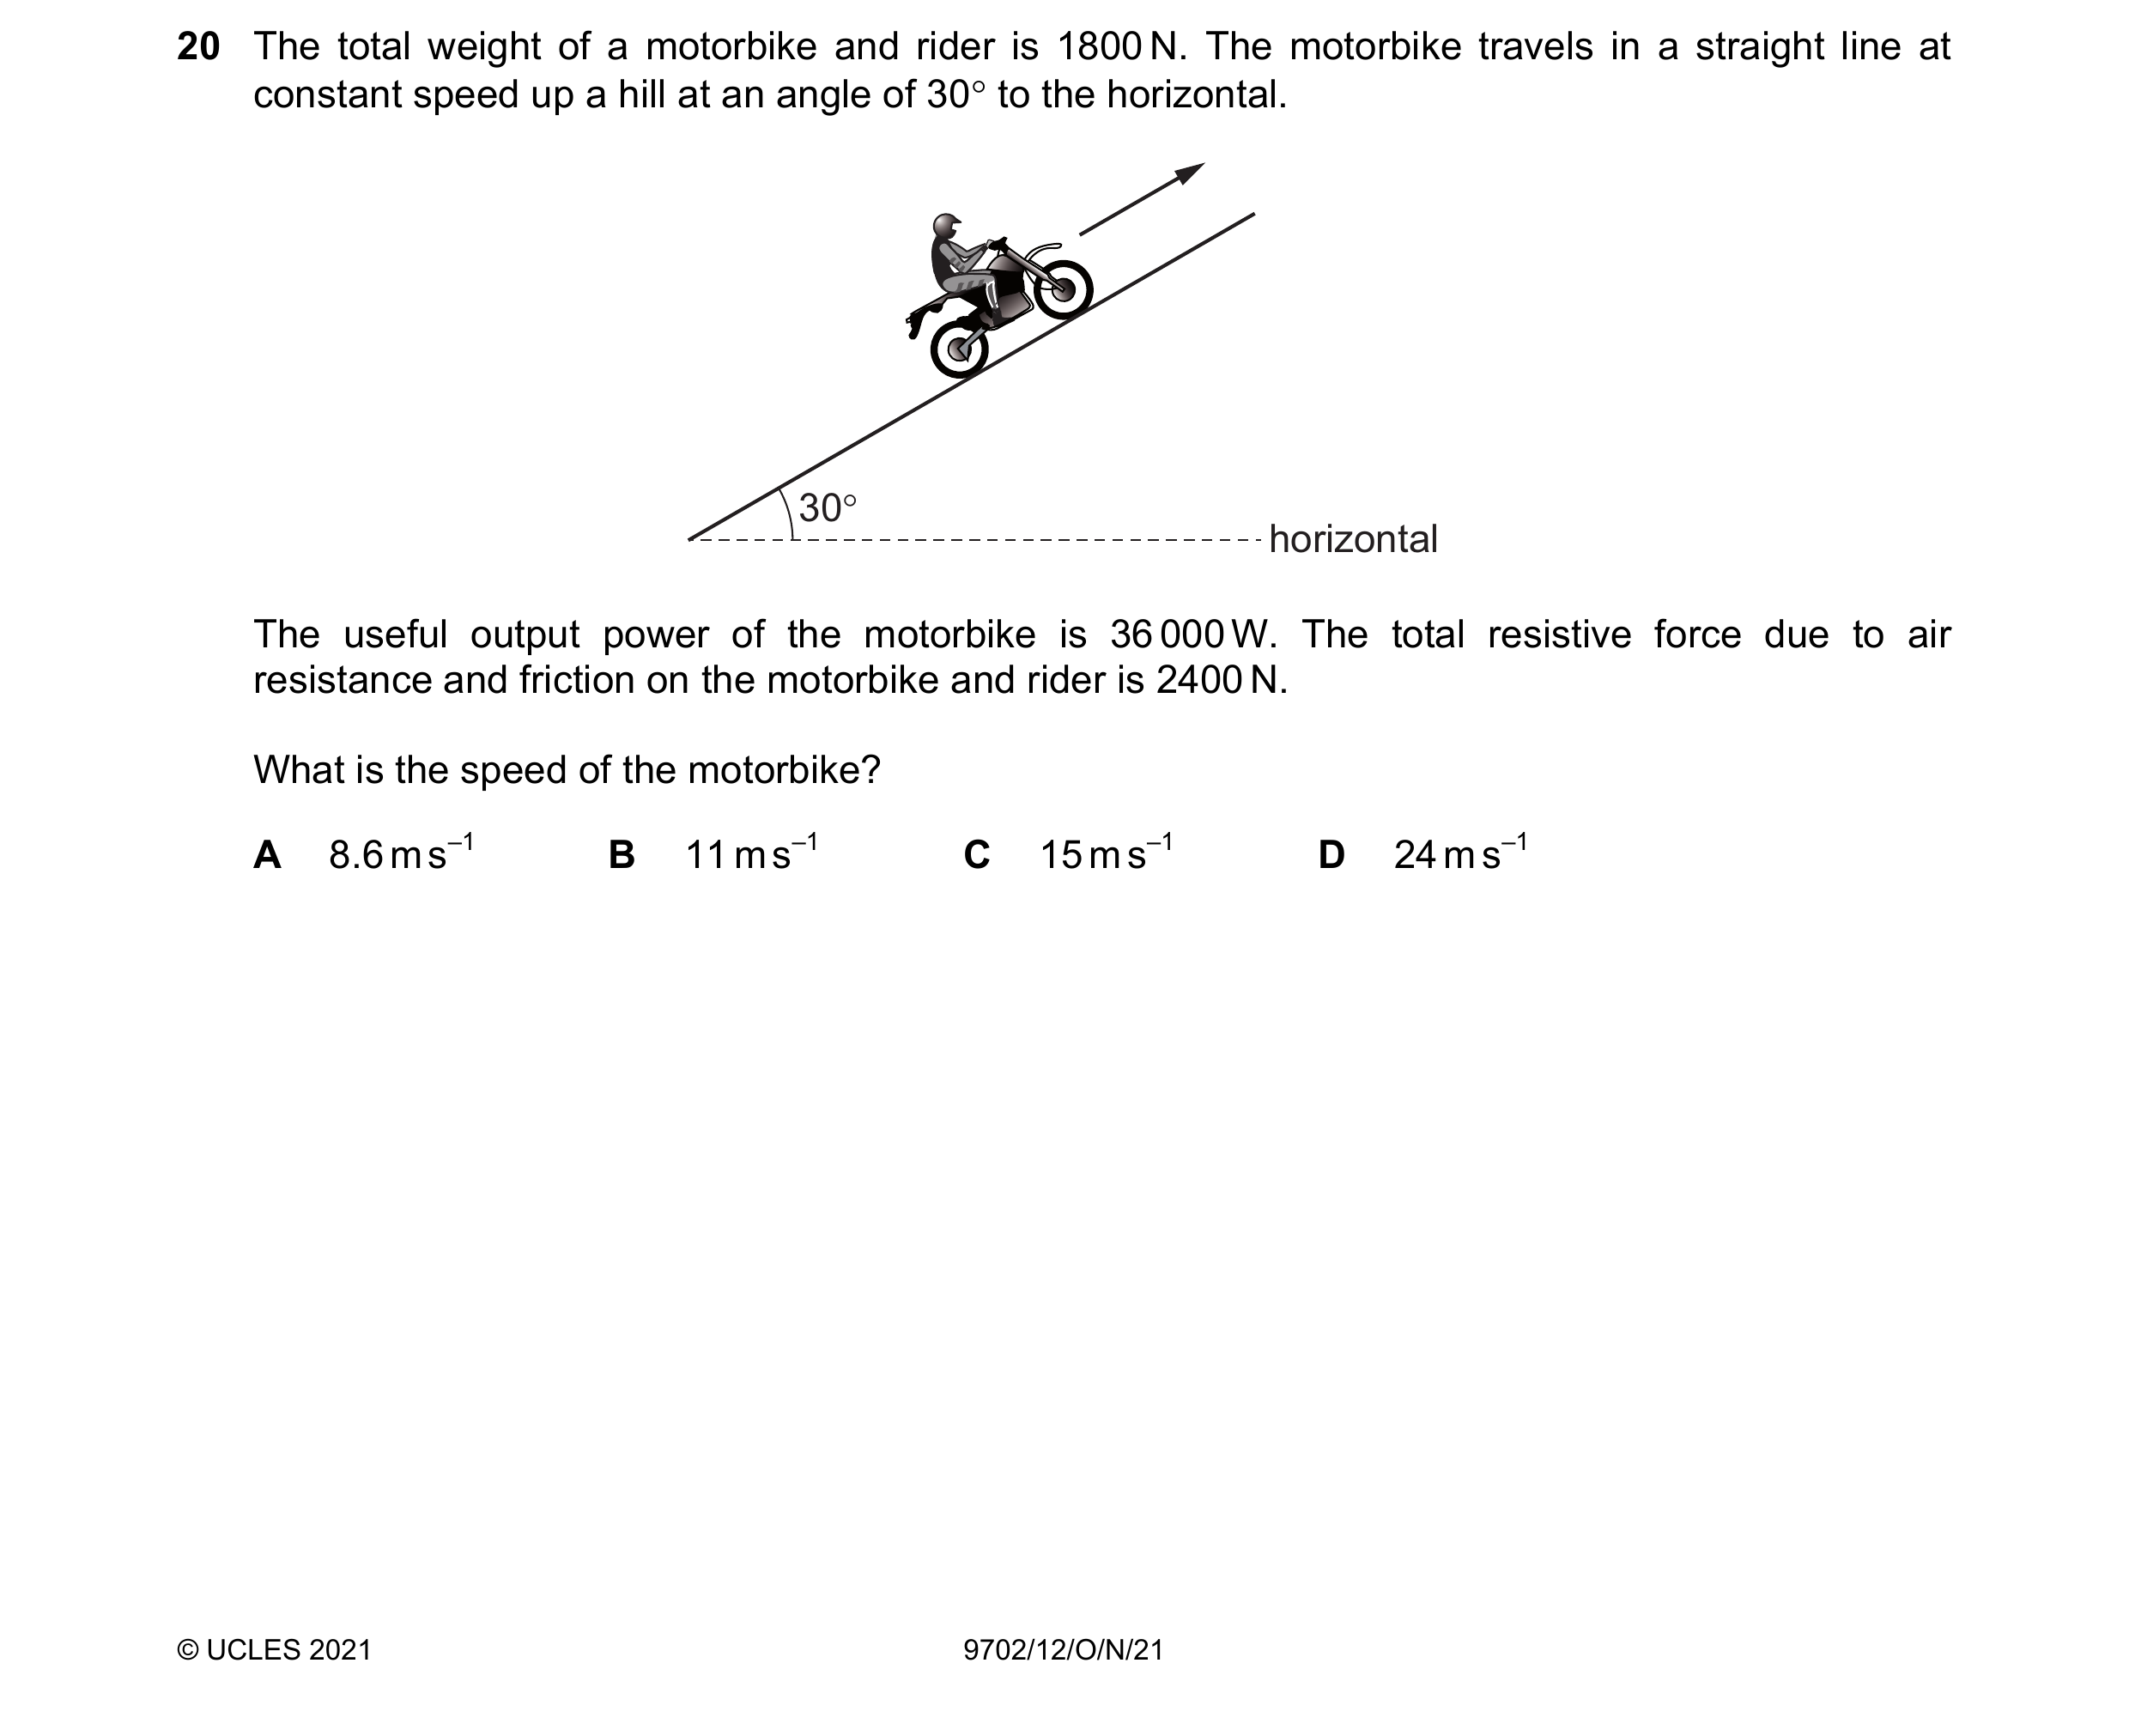 20 The total weight of a motorbike and rider is 1800 N. The motorbike travels in a straight line at
constant speed up a hill at an angle of 30° to the horizontal.
30°
horizontal
The useful output power of the motorbike is 36 000 W. The total resistive force due to air
resistance and friction on the motorbike and rider is 2400 N.
What is the speed of the motorbike?
A 8.6 m s⁻¹ B 11 m s⁻¹ C 15 m s⁻¹ D 24 m s⁻¹
© UCLES 2021 9702/12/O/N/21